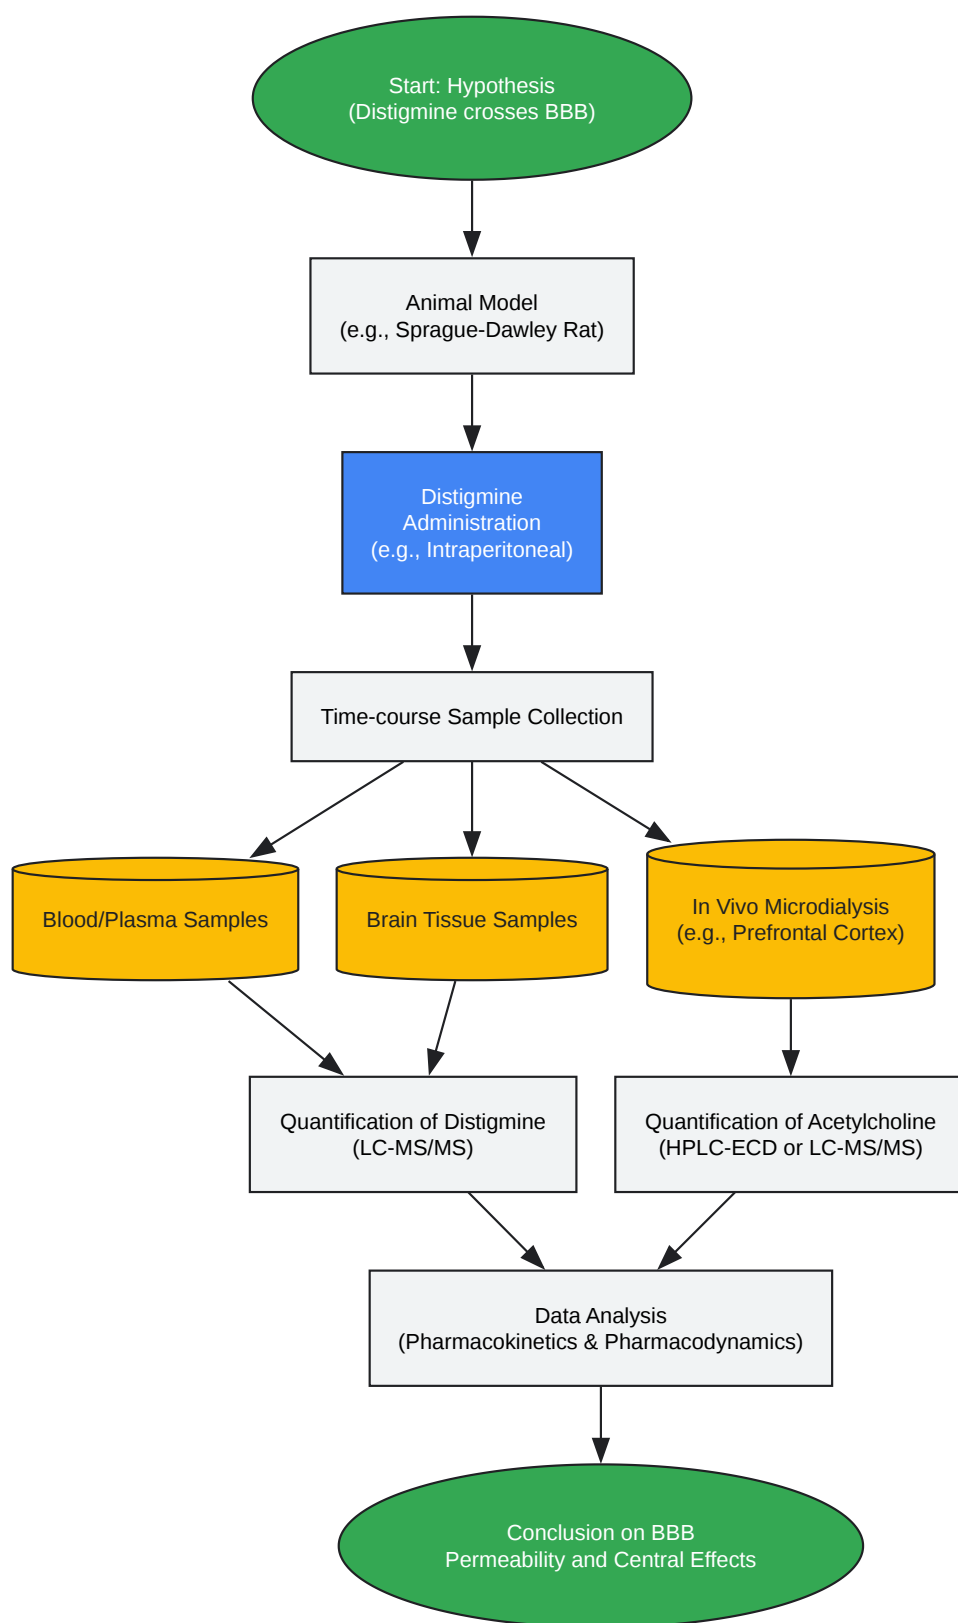 Start: Hypothesis
(Distigmine crosses BBB)
Animal Model
(e.g., Sprague-Dawley Rat)
Distigmine
Administration
(e.g., Intraperitoneal)
Time-course Sample Collection
Blood/Plasma Samples
Brain Tissue Samples
In Vivo Microdialysis
(e.g., Prefrontal Cortex)
Quantification of Distigmine
(LC-MS/MS)
Quantification of Acetylcholine
(HPLC-ECD or LC-MS/MS)
Data Analysis
(Pharmacokinetics & Pharmacodynamics)
Conclusion on BBB
Permeability and Central Effects